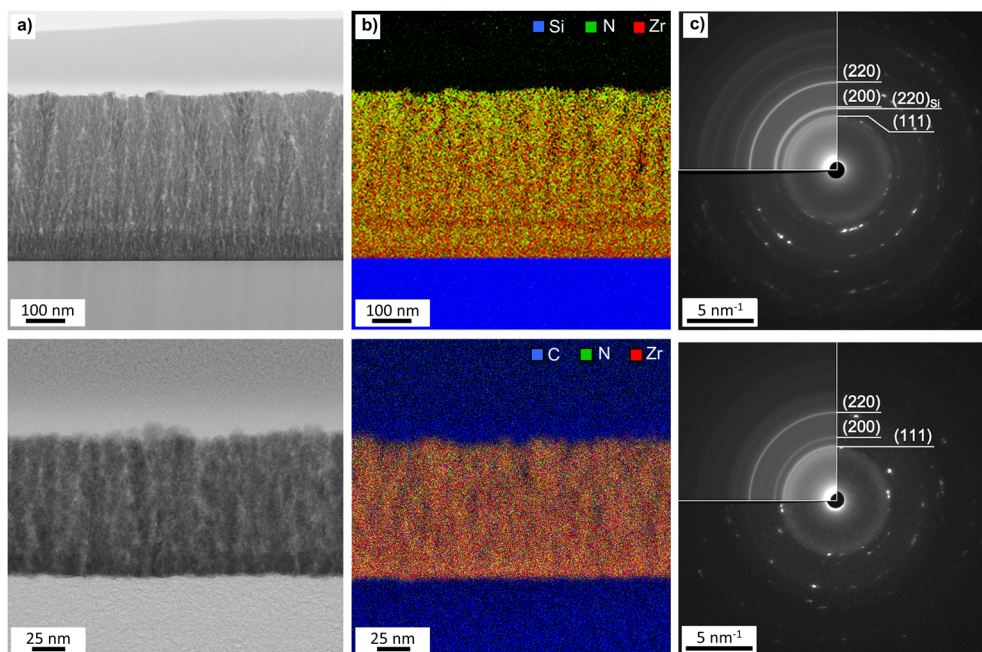 a)
100 nm
b)
Si N Zr
100 nm
c)
(220)
(200) (220)Si
(111)
5 nm-1
25 nm
C N Zr
25 nm
(220)
(200)
(111)
5 nm-1